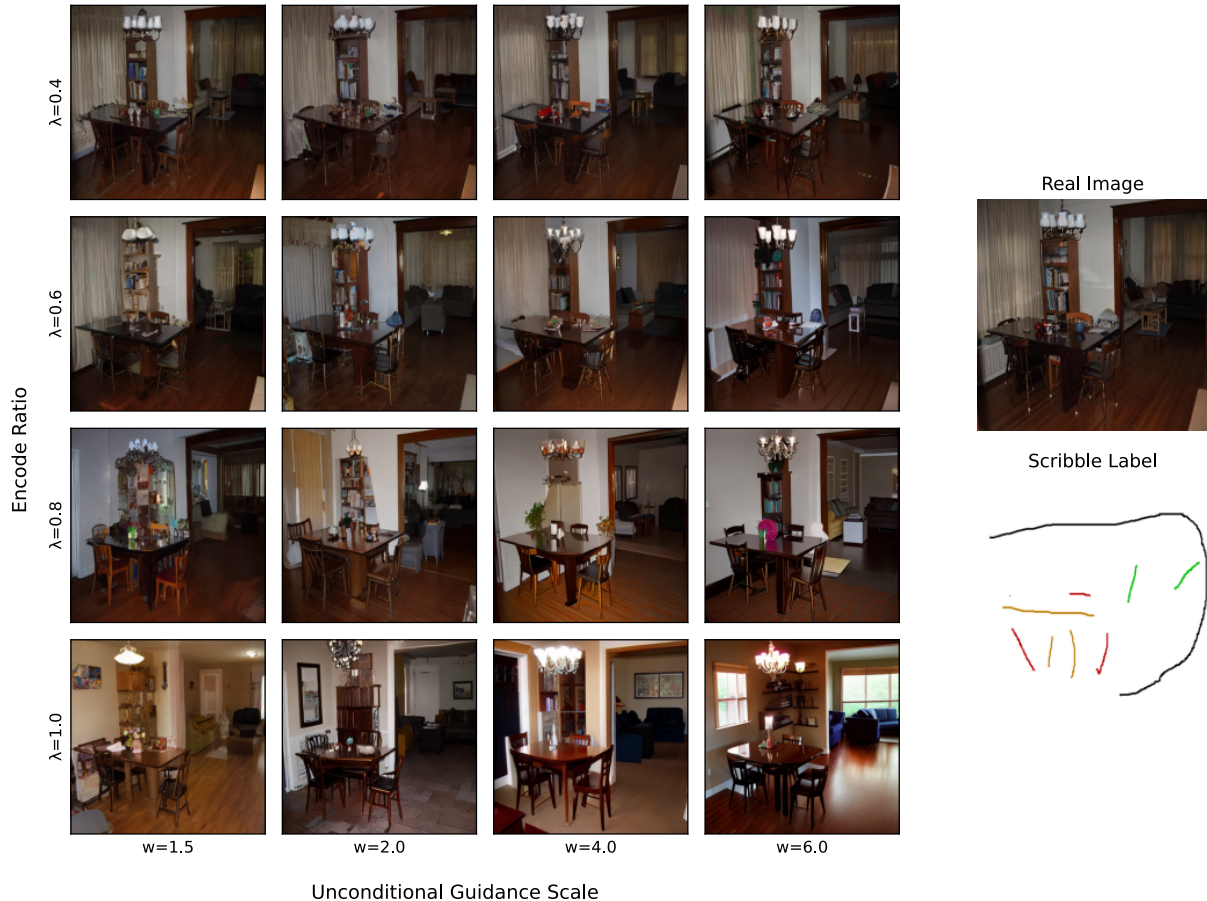 λ=0.4
λ=0.6
λ=0.8
λ=1.0
Encode Ratio
w=1.5
w=2.0
w=4.0
w=6.0
Unconditional Guidance Scale
Real Image
Scribble Label